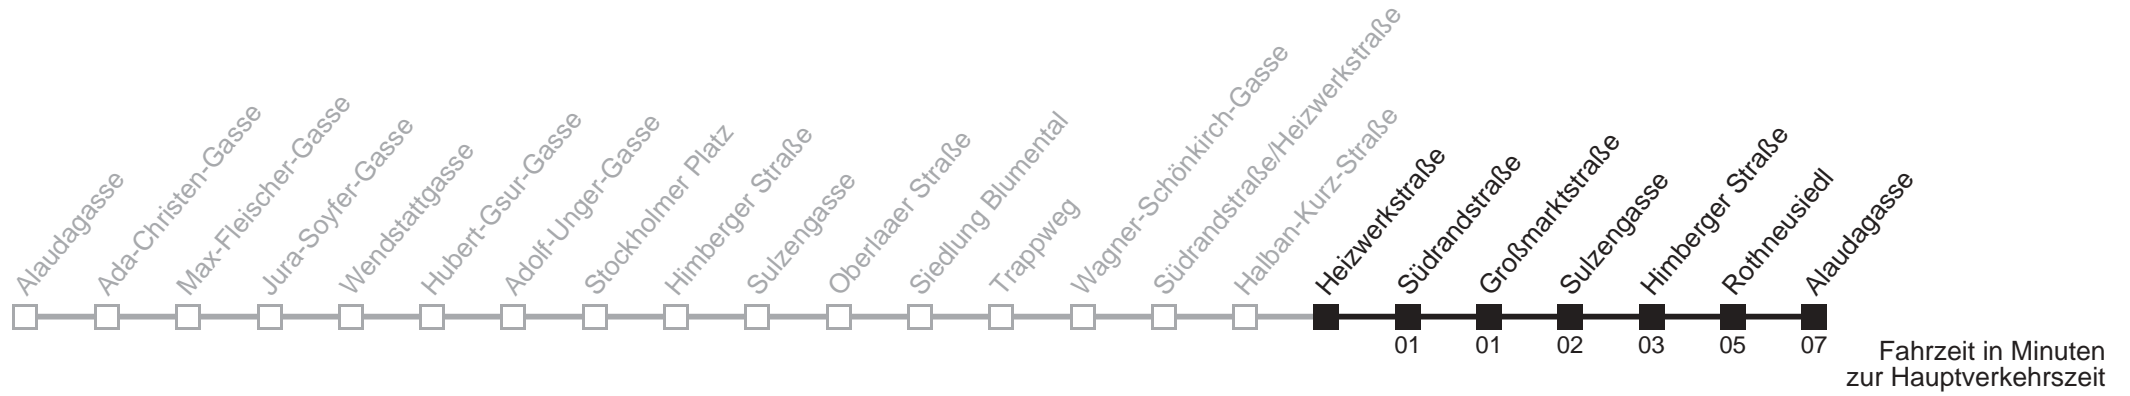 Alaudagasse
Ada-Christen-Gasse
Max-Fleischer-Gasse
Jura-Soyfer-Gasse
Wendstattgasse
Hubert-Gsur-Gasse
Adolf-Unger-Gasse
Stockholmer Platz
Himberger Straße
Sulzengasse
Oberlaaer Straße
Siedlung Blumental
Trappweg
Wagner-Schönkirch-Gasse
Südrandstraße/Heizwerkstraße
Halban-Kurz-Straße
Heizwerkstraße
Südrandstraße
Großmarktstraße
Sulzengasse
Himberger Straße
Rothneusiedl
Alaudagasse
01 01 02 03 05 07
Fahrzeit in Minuten
zur Hauptverkehrszeit